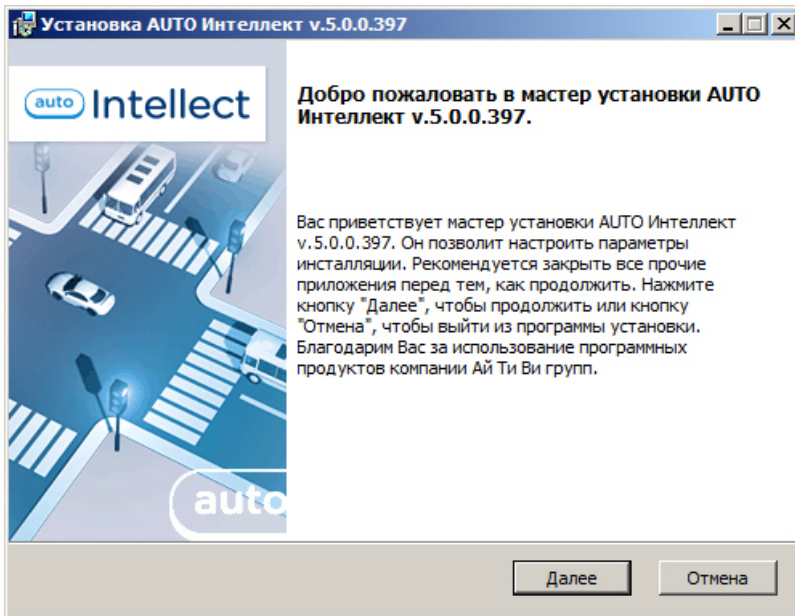 Установка AUTO Интеллект v.5.0.0.397
auto Intellect
Добро пожаловать в мастер установки AUTO
Интеллект v.5.0.0.397.
Вас приветствует мастер установки AUTO Интеллект
v.5.0.0.397. Он позволит настроить параметры
инсталляции. Рекомендуется закрыть все прочие
приложения перед тем, как продолжить. Нажмите
кнопку "Далее", чтобы продолжить или кнопку
"Отмена", чтобы выйти из программы установки.
Благодарим Вас за использование программных
продуктов компании Ай Ти Ви групп.
auto
Далее
Отмена